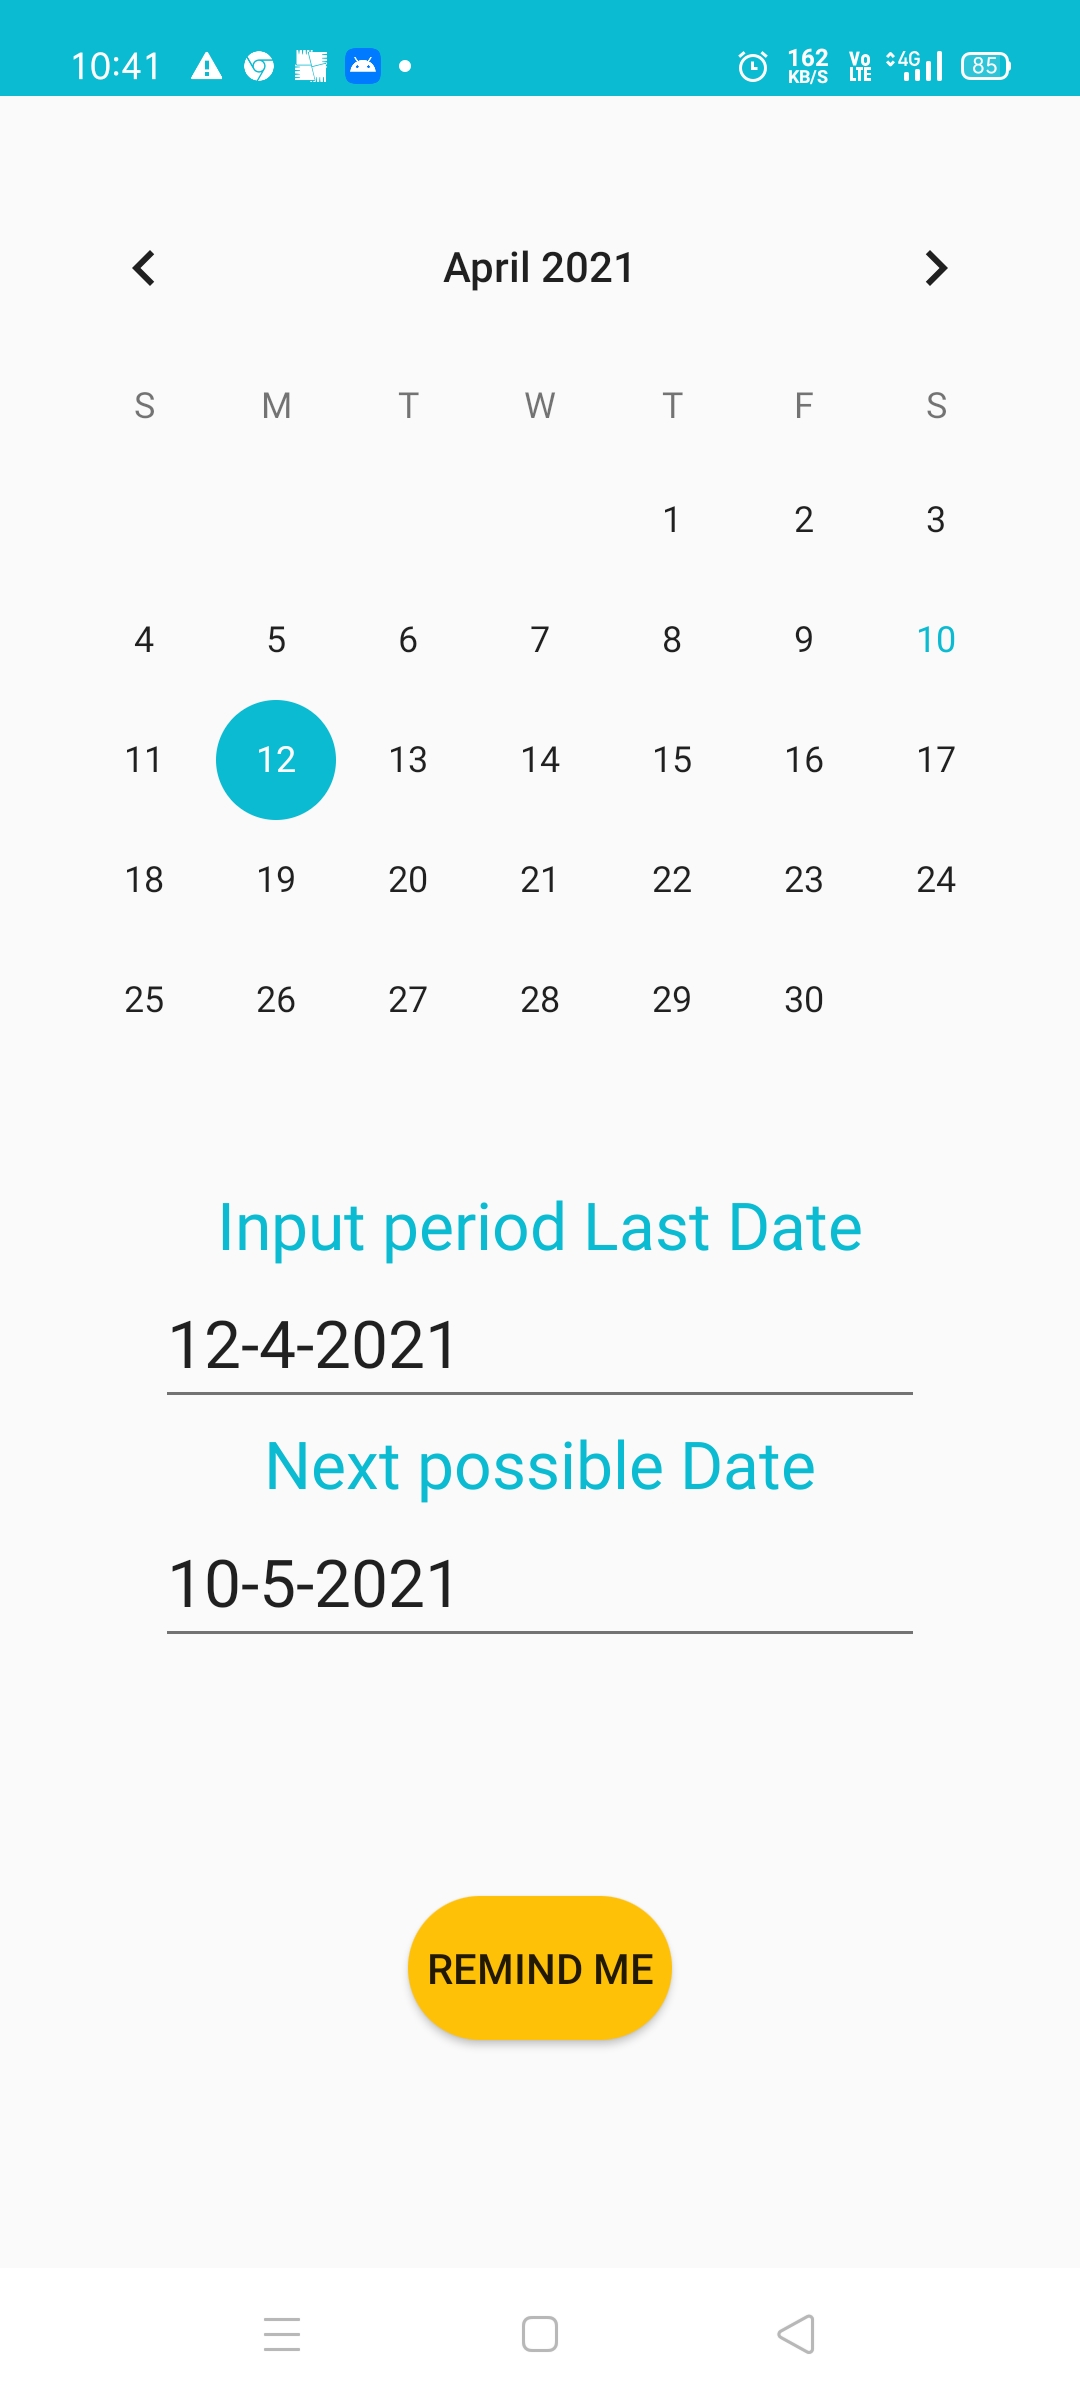 10:41 162 KB/S Vo LTE 4G 85
April 2021
S M T W T F S
1 2 3
4 5 6 7 8 9 10
11 12 13 14 15 16 17
18 19 20 21 22 23 24
25 26 27 28 29 30
Input period Last Date
12-4-2021
Next possible Date
10-5-2021
REMIND ME